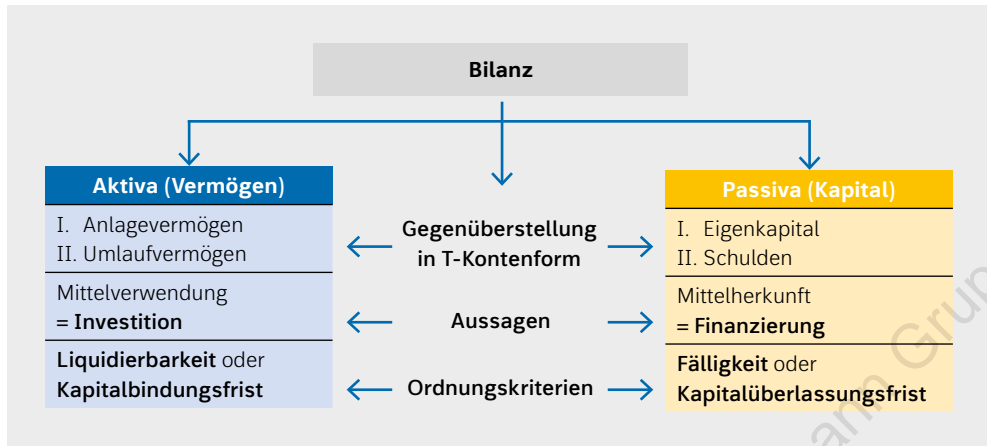 Bilanz
Aktiva (Vermögen)
I. Anlagevermögen
II. Umlaufvermögen
Mittelverwendung
= Investition
Liquidierbarkeit oder
Kapitalbindungsfrist
Gegenüberstellung
in T-Kontenform
Aussagen
Ordnungskriterien
Passiva (Kapital)
I. Eigenkapital
II. Schulden
Mittelherkunft
= Finanzierung
Fälligkeit oder
Kapitalüberlassungsfrist